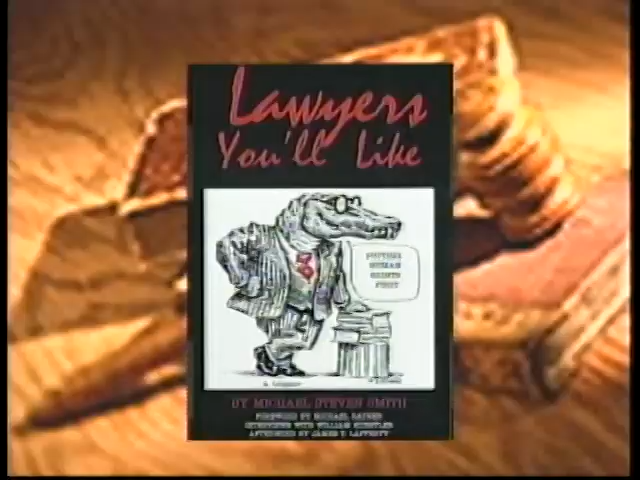 Lawyers
You'll Like
PUTTING
HUMAN
RIGHTS
FIRST
BY MICHAEL STEVEN SMITH
FOREWORD BY MICHAEL RATNER
INTERVIEWS WITH WILLIAM KUNSTLER
AFTERWORD BY JAMES T. LAFFERTY